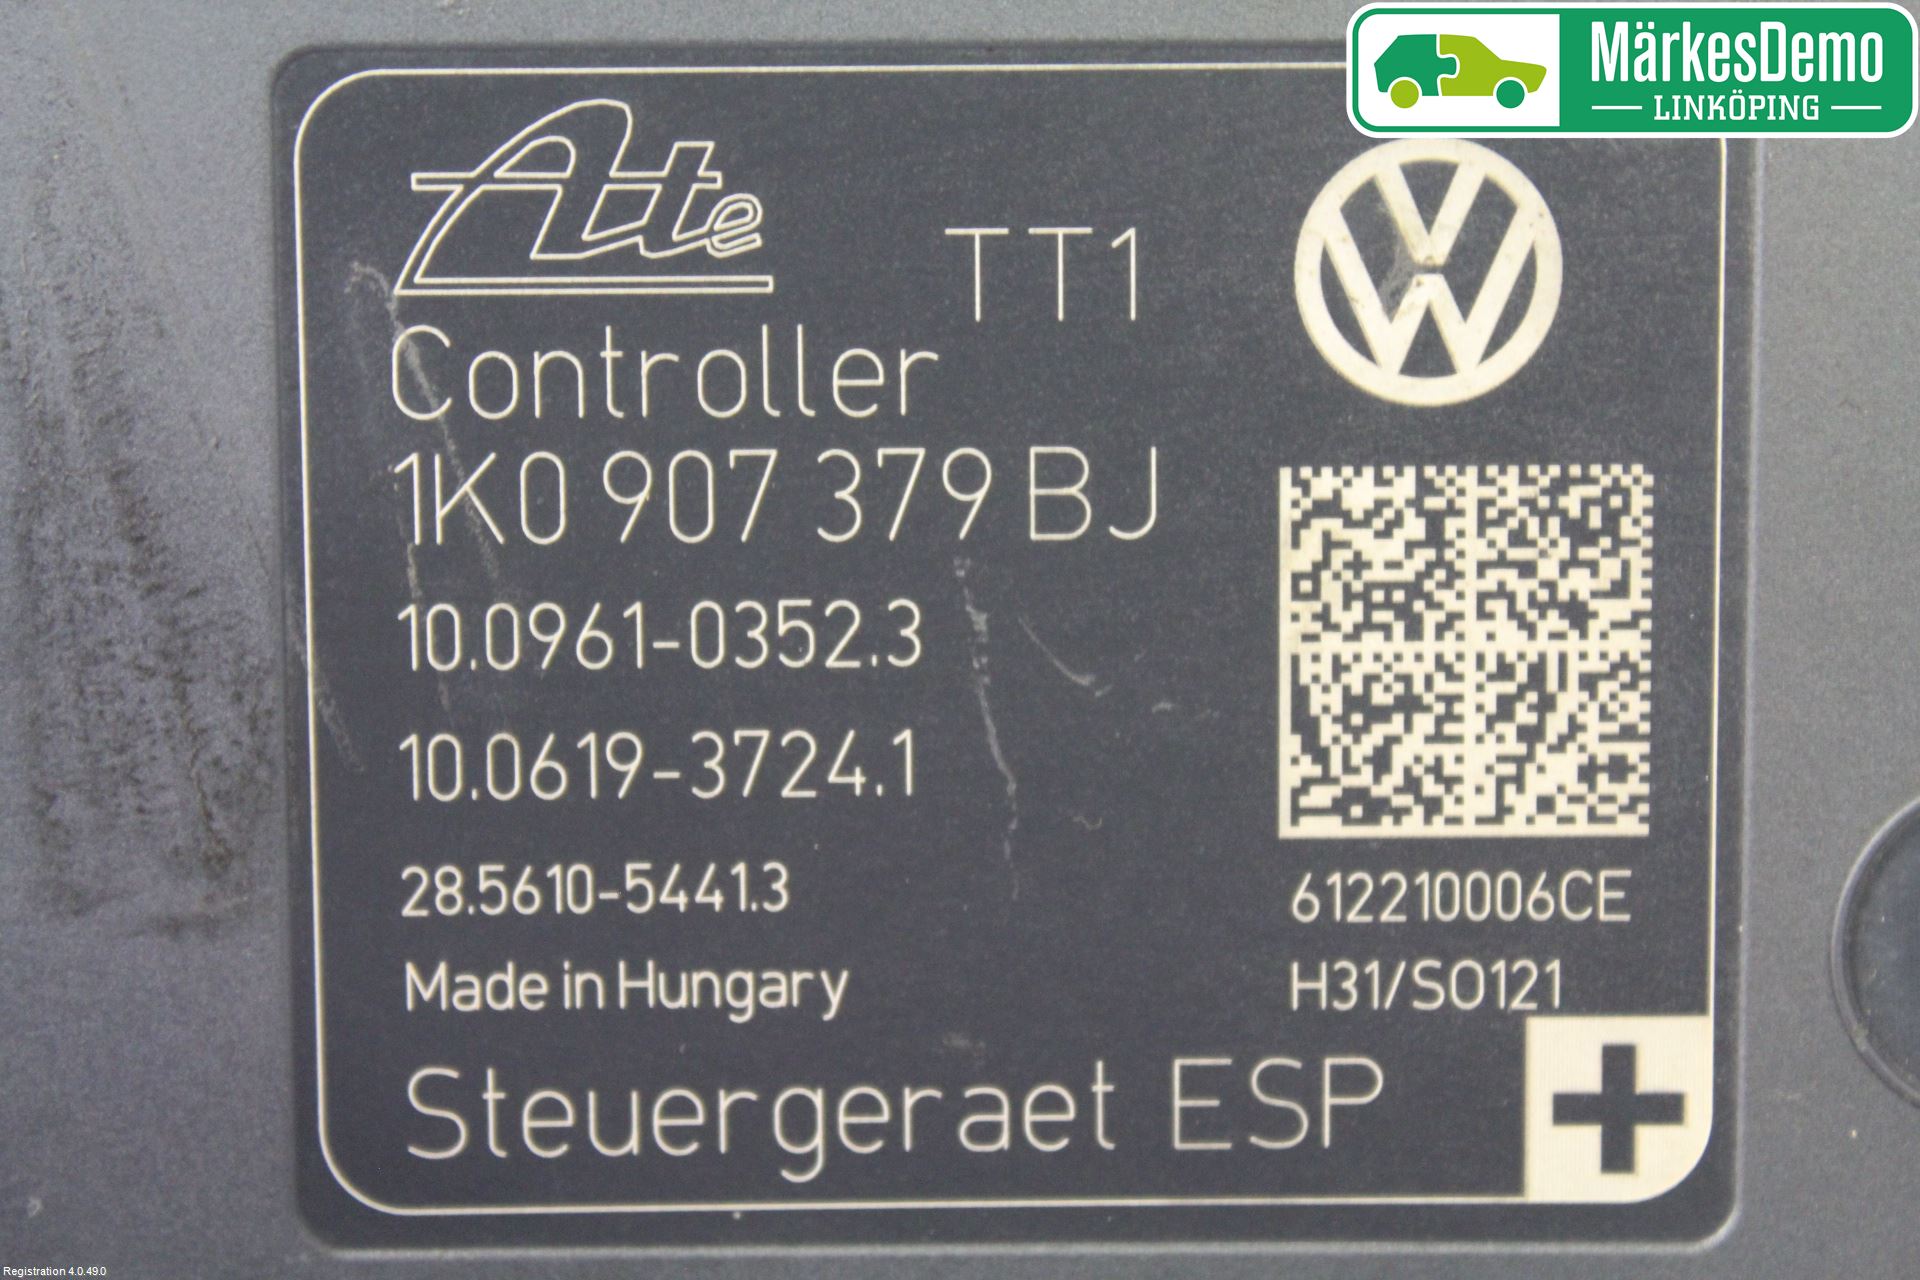 MärkesDemo
LINKÖPING
Ate
TT1
Controller
1K0 907 379 BJ
10.0961-0352.3
10.0619-3724.1
28.5610-5441.3
Made in Hungary
612210006CE
H31/SO121
Steuergeraet ESP
Registration 4.0.49.0